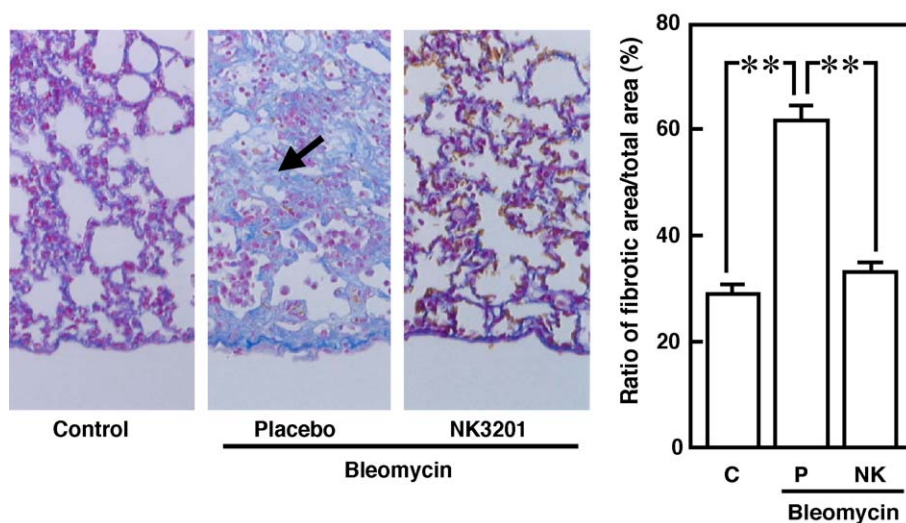 Control
Placebo
NK3201
Bleomycin
Ratio of fibrotic area/total area (%)
80
60
40
20
0
** **
C
P
NK
Bleomycin